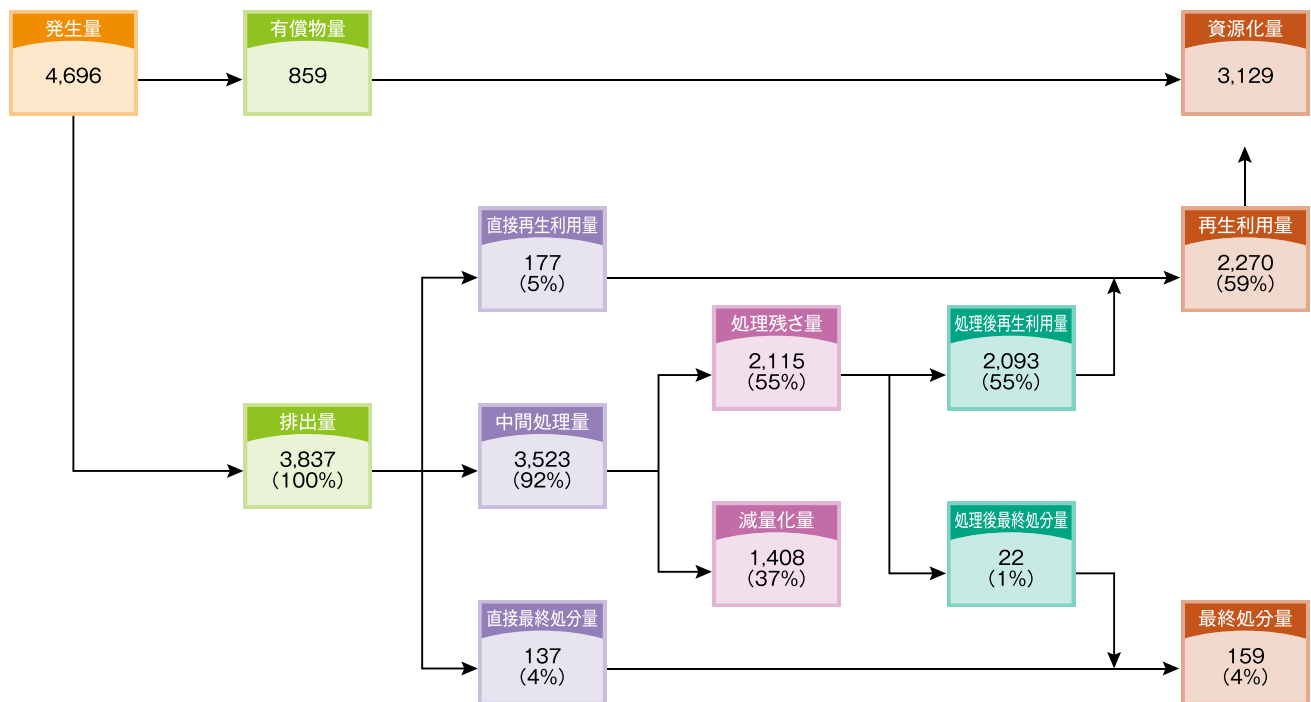 発生量
4,696
有償物量
859
資源化量
3,129
直接再生利用量
177
(5%)
再生利用量
2,270
(59%)
処理残さ量
2,115
(55%)
処理後再生利用量
2,093
(55%)
排出量
3,837
(100%)
中間処理量
3,523
(92%)
減量化量
1,408
(37%)
処理後最終処分量
22
(1%)
直接最終処分量
137
(4%)
最終処分量
159
(4%)